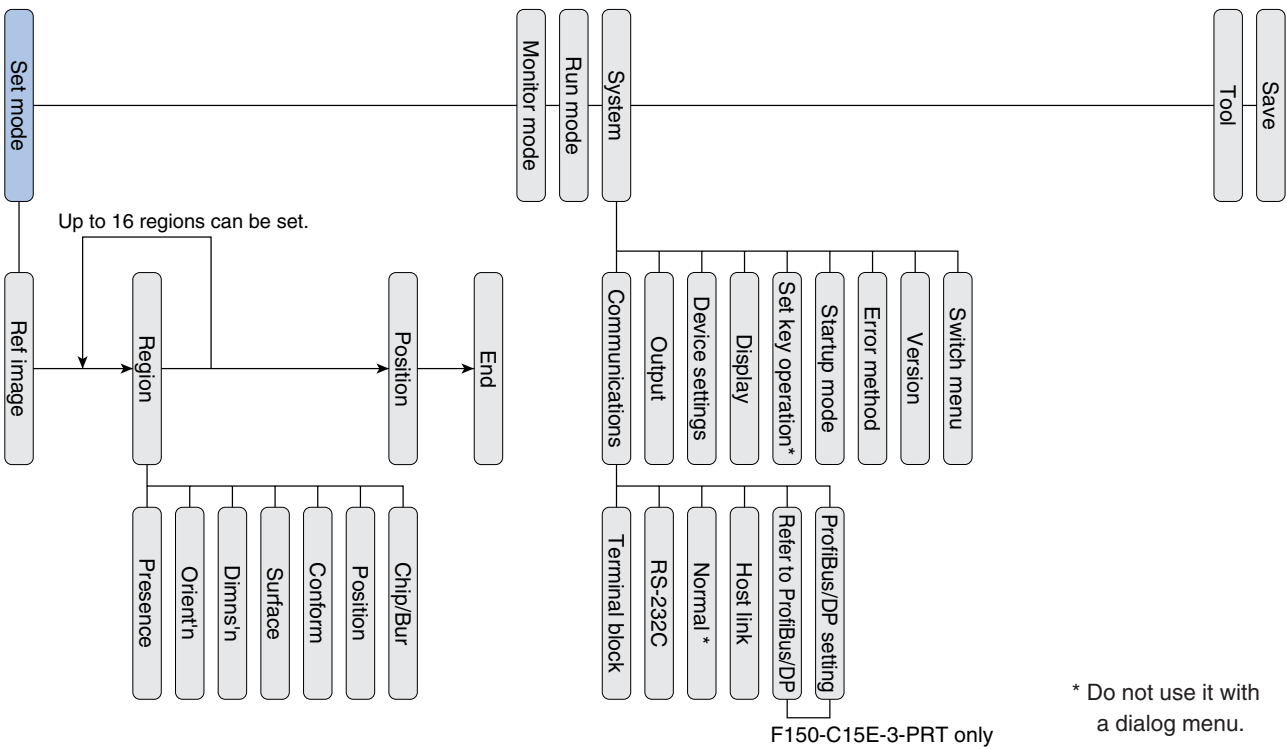 Set mode
Monitor mode
Run mode
System
Tool
Save
Up to 16 regions can be set.
Ref image
Region
Position
End
Communications
Output
Device settings
Display
Set key operation*
Startup mode
Error method
Version
Switch menu
Presence
Orient'n
Dimns'n
Surface
Conform
Position
Chip/Bur
Terminal block
RS-232C
Normal *
Host link
Refer to ProfiBus/DP
ProfiBus/DP setting
F150-C15E-3-PRT only
* Do not use it with
a dialog menu.